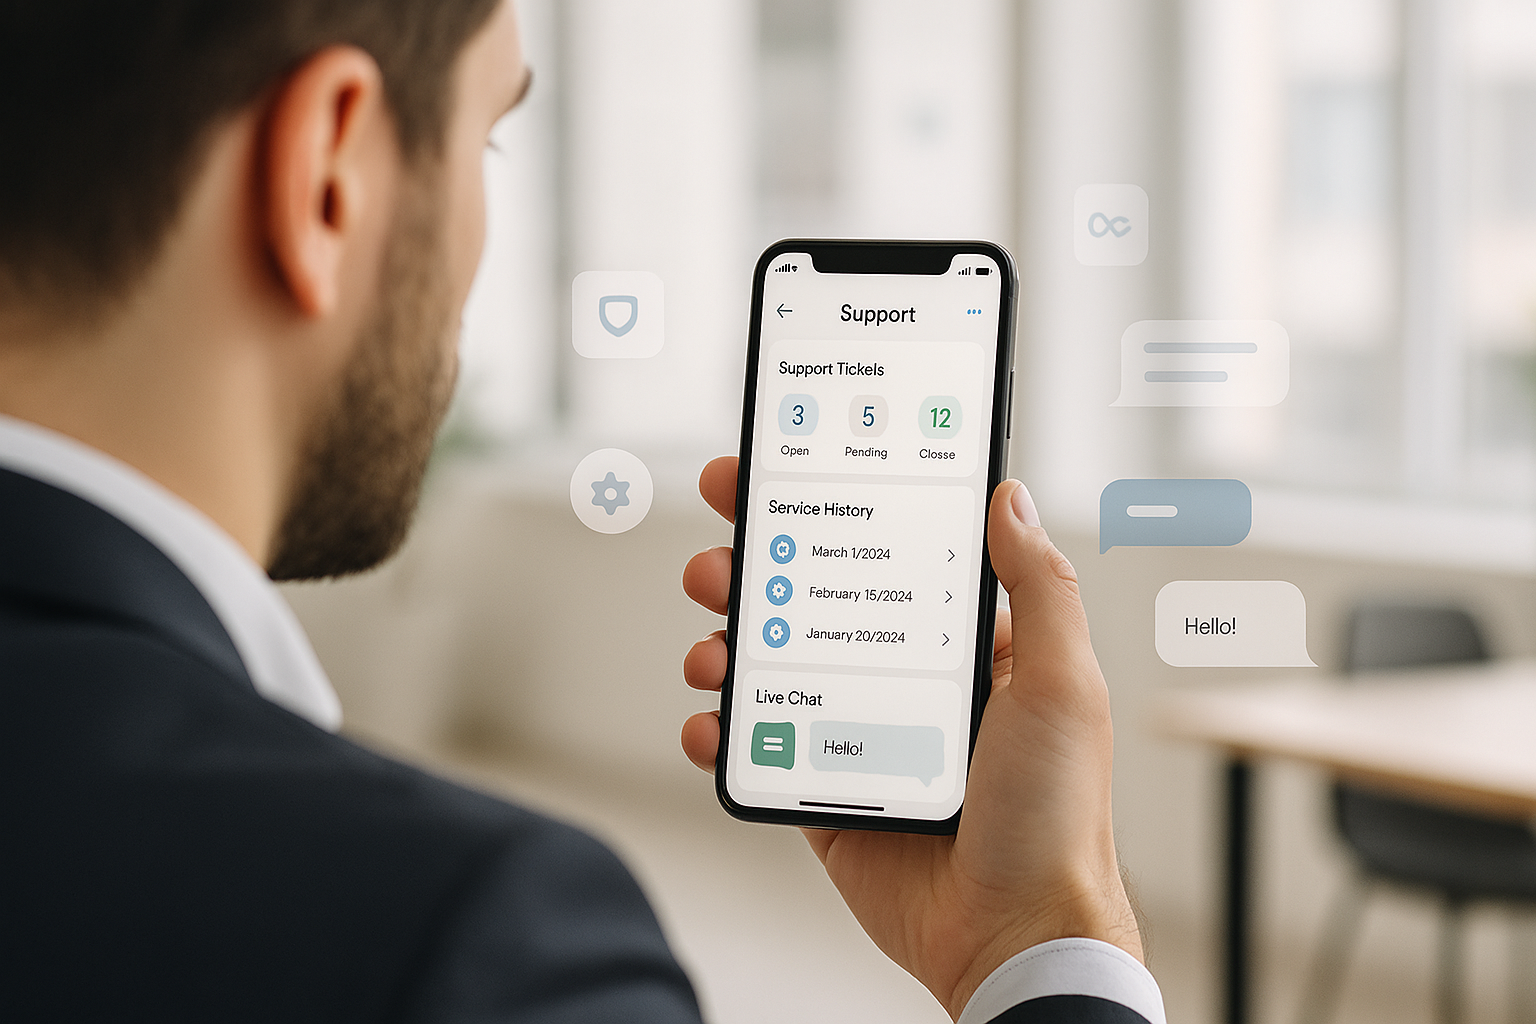 Support
Support Tickels
3 5 12
Open Pending Closse
Service History
March 1/2024
February 15/2024
January 20/2024
Live Chat
Hello!
Hello!